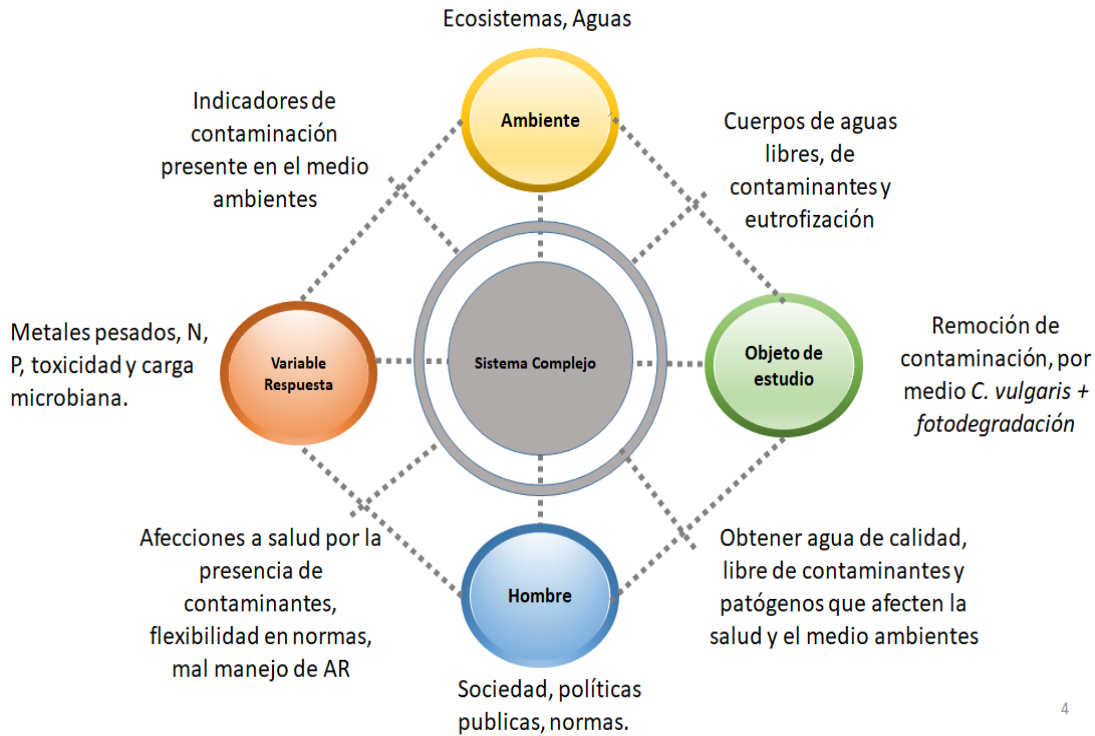 Ecosistemas, Aguas
Ambiente
Indicadores de
contaminación
presente en el medio
ambientes
Cuerpos de aguas
libres, de
contaminantes y
eutrofización
Metales pesados, N,
P, toxicidad y carga
microbiana.
Variable
Respuesta
Sistema Complejo
Objeto de
estudio
Remoción de
contaminación, por
medio C. vulgaris +
fotodegradación
Afecciones a salud por la
presencia de
contaminantes,
flexibilidad en normas,
mal manejo de AR
Hombre
Obtener agua de calidad,
libre de contaminantes y
patógenos que afecten la
salud y el medio ambientes
Sociedad, políticas
publicas, normas.
4